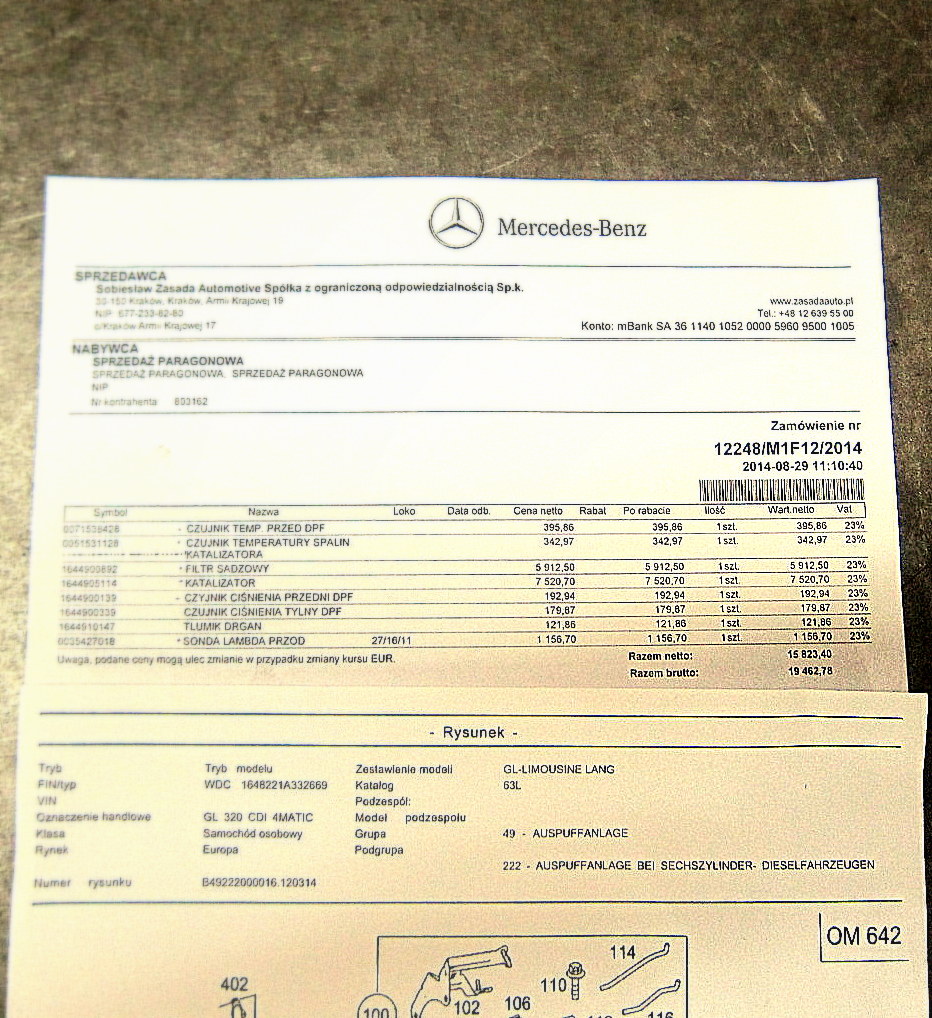 Mercedes-Benz
SPRZEDAWCA
Sobiesław Zasada Automotive Spółka z ograniczoną odpowiedzialnością Sp.k.
30-150 Kraków, Kraków, Armii Krajowej 19
www.zasadaauto.pl
NIP 677-233-82-80
Tel.: +48 12 639 55 00
o/Kraków Armii Krajowej 17
Konto: mBank SA 36 1140 1052 0000 5960 9500 1005
NABYWCA
SPRZEDAŻ PARAGONOWA
SPRZEDAŻ PARAGONOWA, SPRZEDAŻ PARAGONOWA
NIP
Nr kontrahenta 803162
Zamówienie nr
12248/M1F12/2014
2014-08-29 11:10:40
Symbol Nazwa Loko Data odb. Cena netto Rabat Po rabacie Ilość Wart.netto Vat
- CZUJNIK TEMP. PRZED DPF 395,86 395,86 1 szt. 395,86 23%
* CZUJNIK TEMPERATURY SPALIN 342,97 342,97 1 szt. 342,97 23%
*KATALIZATORA
1644900892 * FILTR SADZOWY 5 912,50 5 912,50 1 szt. 5 912,50 23%
1644905114 * KATALIZATOR 7 520,70 7 520,70 1 szt. 7 520,70 23%
1644900139 - CZYJNIK CIŚNIENIA PRZEDNI DPF 192,94 192,94 1 szt. 192,94 23%
1644900339 CZUJNIK CIŚNIENIA TYLNY DPF 179,87 179,87 1 szt. 179,87 23%
1644910147 TLUMIK DRGAN 121,86 121,86 1 szt. 121,86 23%
0035427018 * SONDA LAMBDA PRZOD 27/16/11 1 156,70 1 156,70 1 szt. 1 156,70 23%
Uwaga, podane ceny mogą ulec zmianie w przypadku zmiany kursu EUR.
Razem netto: 15 823,40
Razem brutto: 19 462,78
- Rysunek -
Tryb Tryb modelu Zestawienie modeli GL-LIMOUSINE LANG
FIN/typ WDC 1648221A332669 Katalog 63L
VIN Podzespół:
Oznaczenie handlowe GL 320 CDI 4MATIC Model podzespołu
Klasa Samochód osobowy Grupa 49 - AUSPUFFANLAGE
Rynek Europa Podgrupa
222 - AUSPUFFANLAGE BEI SECHSZYLINDER- DIESELFAHRZEUGEN
Numer rysunku B49222000016.120314
OM 642
114
402
110
102
106
100
116